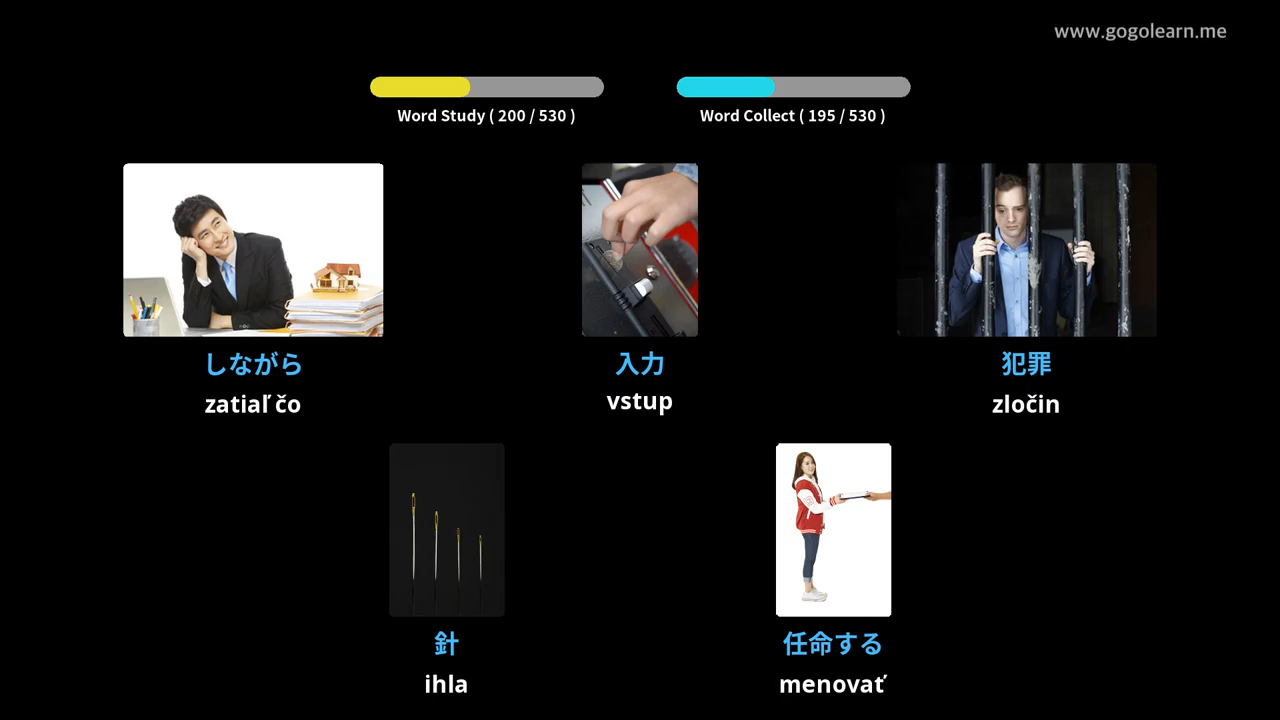 www.gogolearn.me
Word Study ( 200 / 530 )
Word Collect ( 195 / 530 )
しながら
zatiaľ čo
入力
vstup
犯罪
zločin
針
ihla
任命する
menovať